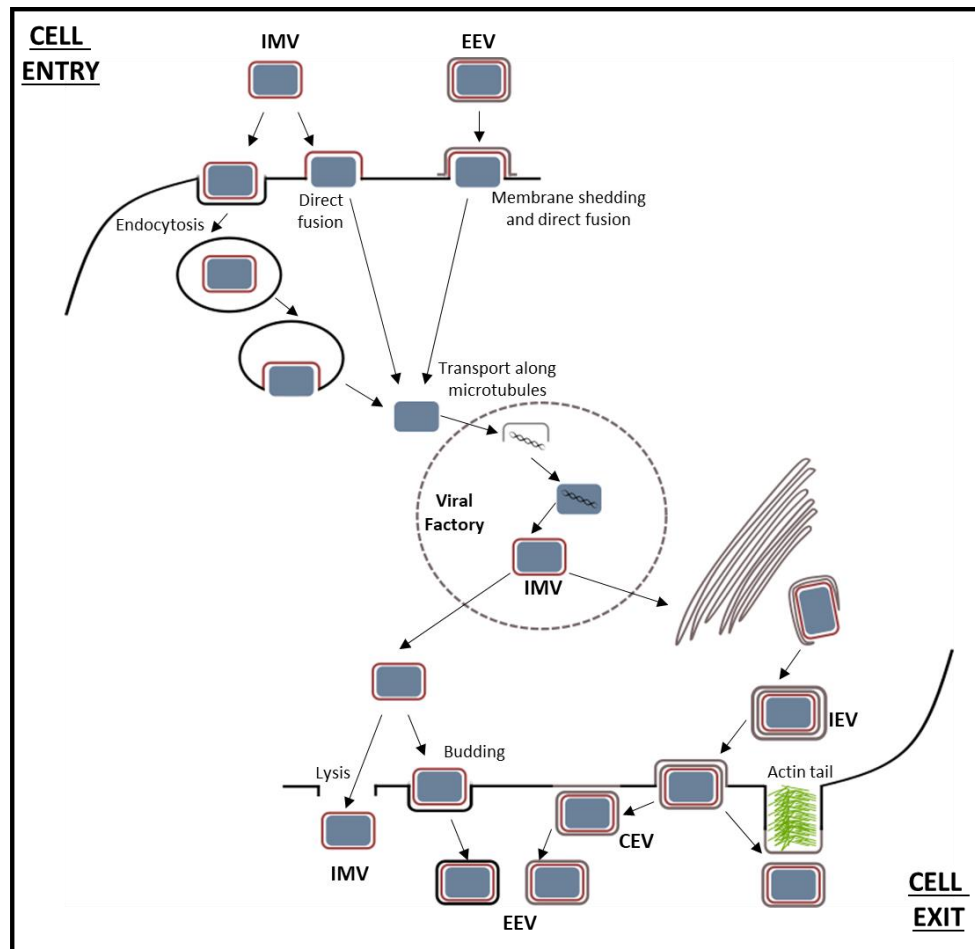 CELL
ENTRY
IMV
EEV
Direct
fusion
Membrane shedding
and direct fusion
Endocytosis
Transport along
microtubules
Viral
Factory
IMV
IEV
Budding
Lysis
Actin tail
CEV
IMV
EEV
CELL
EXIT